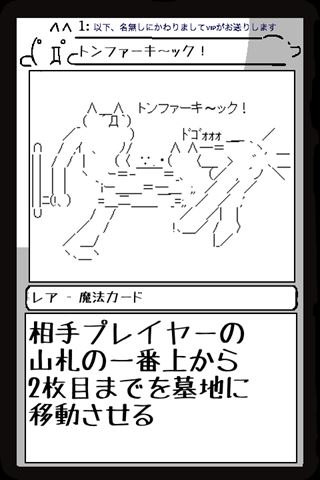 1: 以下、名無しにかわりましてVIPがお送りします
トンファーキ〜ック！
トンファーキ〜ック！
ﾄﾞｺﾞｫｫｫ
レア - 魔法カード
相手プレイヤーの
山札の一番上から
2枚目までを墓地に
移動させる